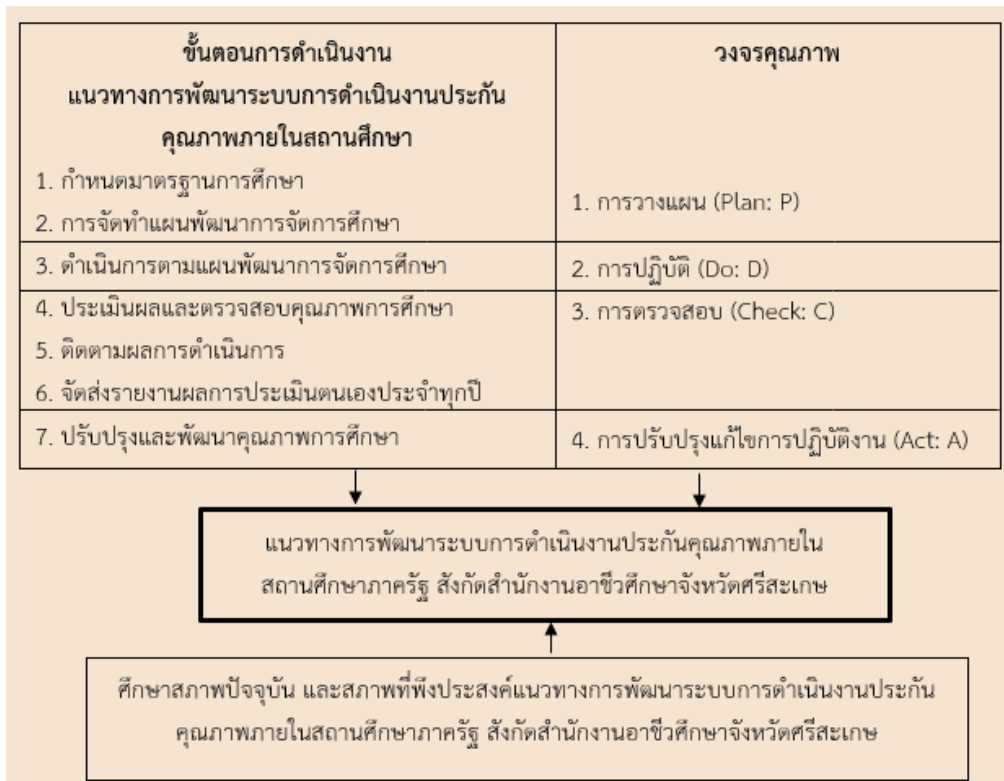 ขั้นตอนการดำเนินงาน
แนวทางการพัฒนาระบบการดำเนินงานประกัน
คุณภาพภายในสถานศึกษา
วงจรคุณภาพ
1. กำหนดมาตรฐานการศึกษา
2. การจัดทำแผนพัฒนาการจัดการศึกษา
1. การวางแผน (Plan: P)
3. ดำเนินการตามแผนพัฒนาการจัดการศึกษา
2. การปฏิบัติ (Do: D)
4. ประเมินผลและตรวจสอบคุณภาพการศึกษา
5. ติดตามผลการดำเนินการ
6. จัดส่งรายงานผลการประเมินตนเองประจำทุกปี
3. การตรวจสอบ (Check: C)
7. ปรับปรุงและพัฒนาคุณภาพการศึกษา
4. การปรับปรุงแก้ไขการปฏิบัติงาน (Act: A)
แนวทางการพัฒนาระบบการดำเนินงานประกันคุณภาพภายใน
สถานศึกษาภาครัฐ สังกัดสำนักงานอาชีวศึกษาจังหวัดศรีสะเกษ
ศึกษาสภาพปัจจุบัน และสภาพที่พึงประสงค์แนวทางการพัฒนาระบบการดำเนินงานประกัน
คุณภาพภายในสถานศึกษาภาครัฐ สังกัดสำนักงานอาชีวศึกษาจังหวัดศรีสะเกษ